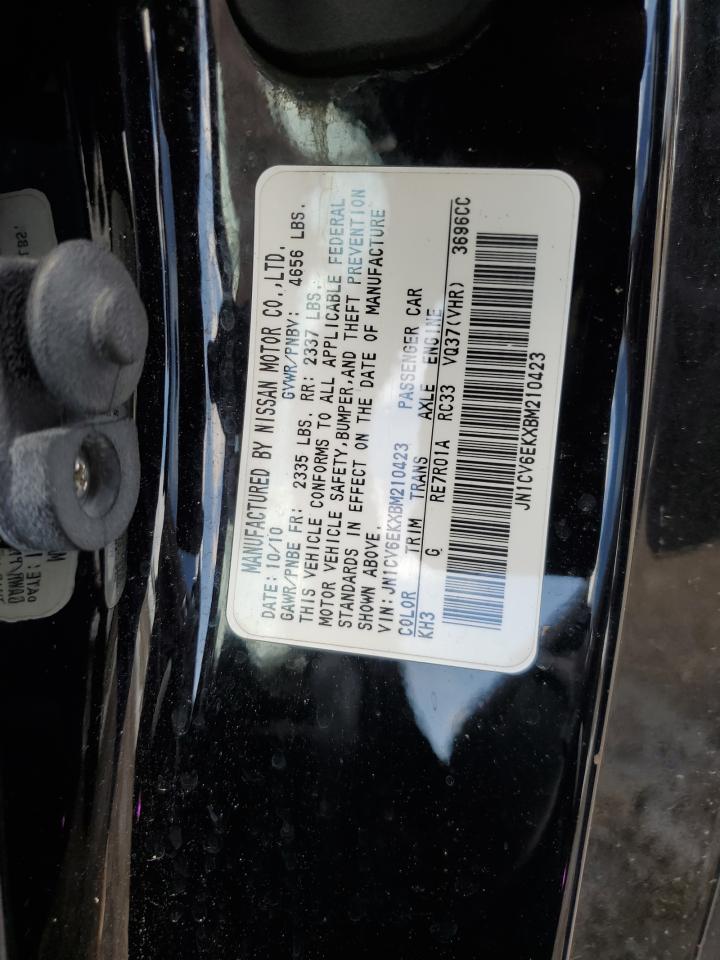 MANUFACTURED BY NISSAN MOTOR CO.,LTD.
DATE: 10/10 GVWR/PNBV: 4656 LBS.
GAWR/PNBE FR: 2335 LBS. RR: 2337 LBS.
THIS VEHICLE CONFORMS TO ALL APPLICABLE FEDERAL
MOTOR VEHICLE SAFETY,BUMPER,AND THEFT PREVENTION
STANDARDS IN EFFECT ON THE DATE OF MANUFACTURE
SHOWN ABOVE.
VIN:JN1CV6EKXBM210423 PASSENGER CAR
COLOR TRIM TRANS AXLE ENGINE
KH3 G RE7R01A RC33 VQ37(VHR) 3696CC
JN1CV6EKXBM210423